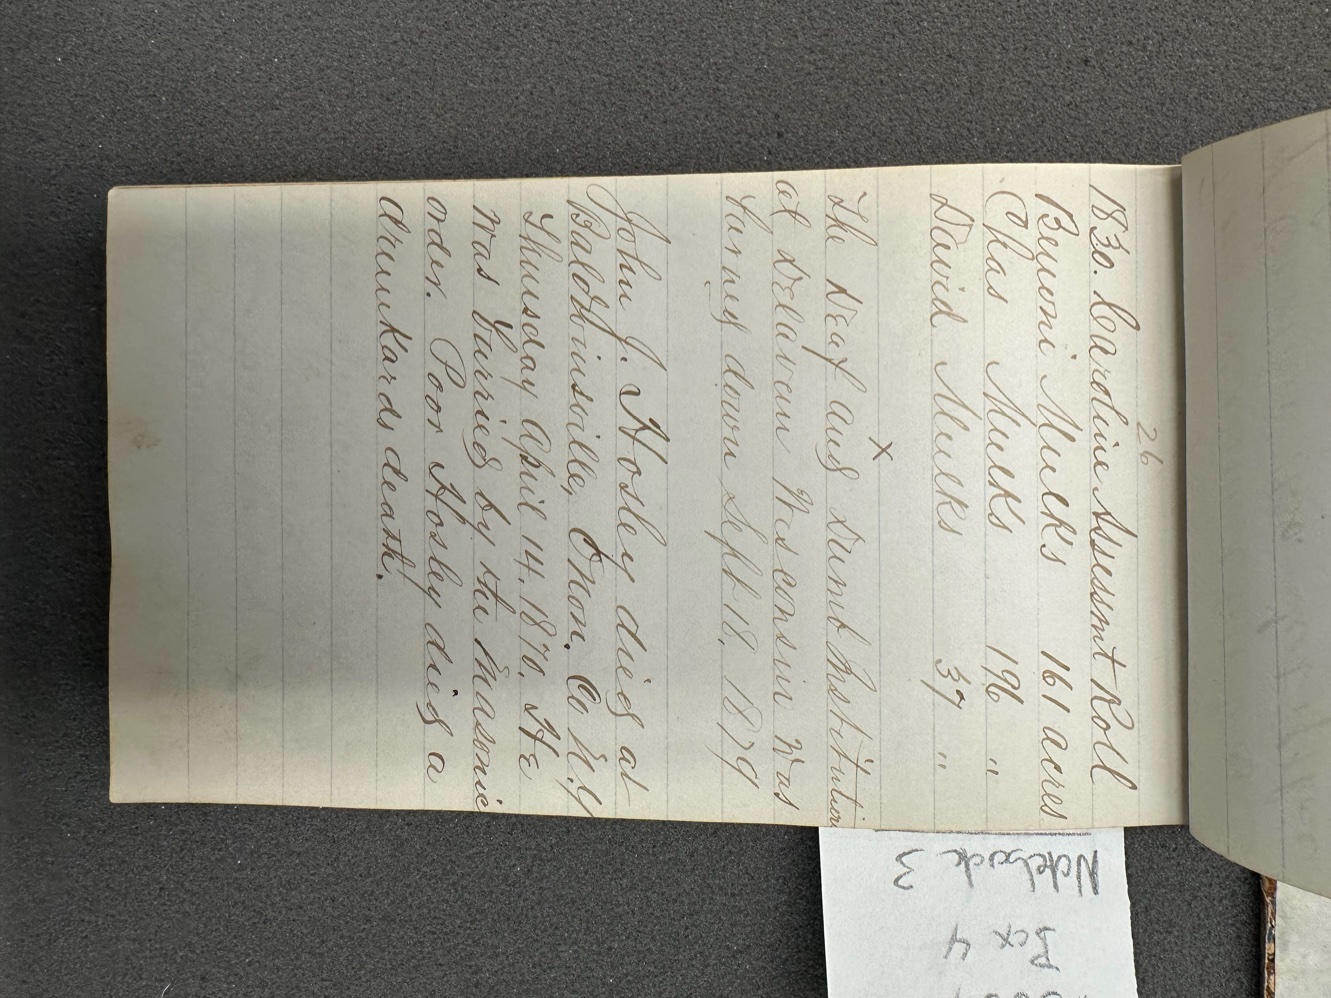 26
1830. Caroline Assessmt Roll
Benoni Mulks 161 acres
Chas Mulks 196 "
David Mulks 37 "
x
The Deaf and Dumb Institution
at Delavan Wisconsin was
burned down Sept 18, 1879
John J. Hosley died at
Baldwinsville, Onon. Co N.Y
Thursday April 14, 1870. He
was burried by the Masonic
order. Poor Hosley died a
drunkards death.
Box 4
Notebook 3